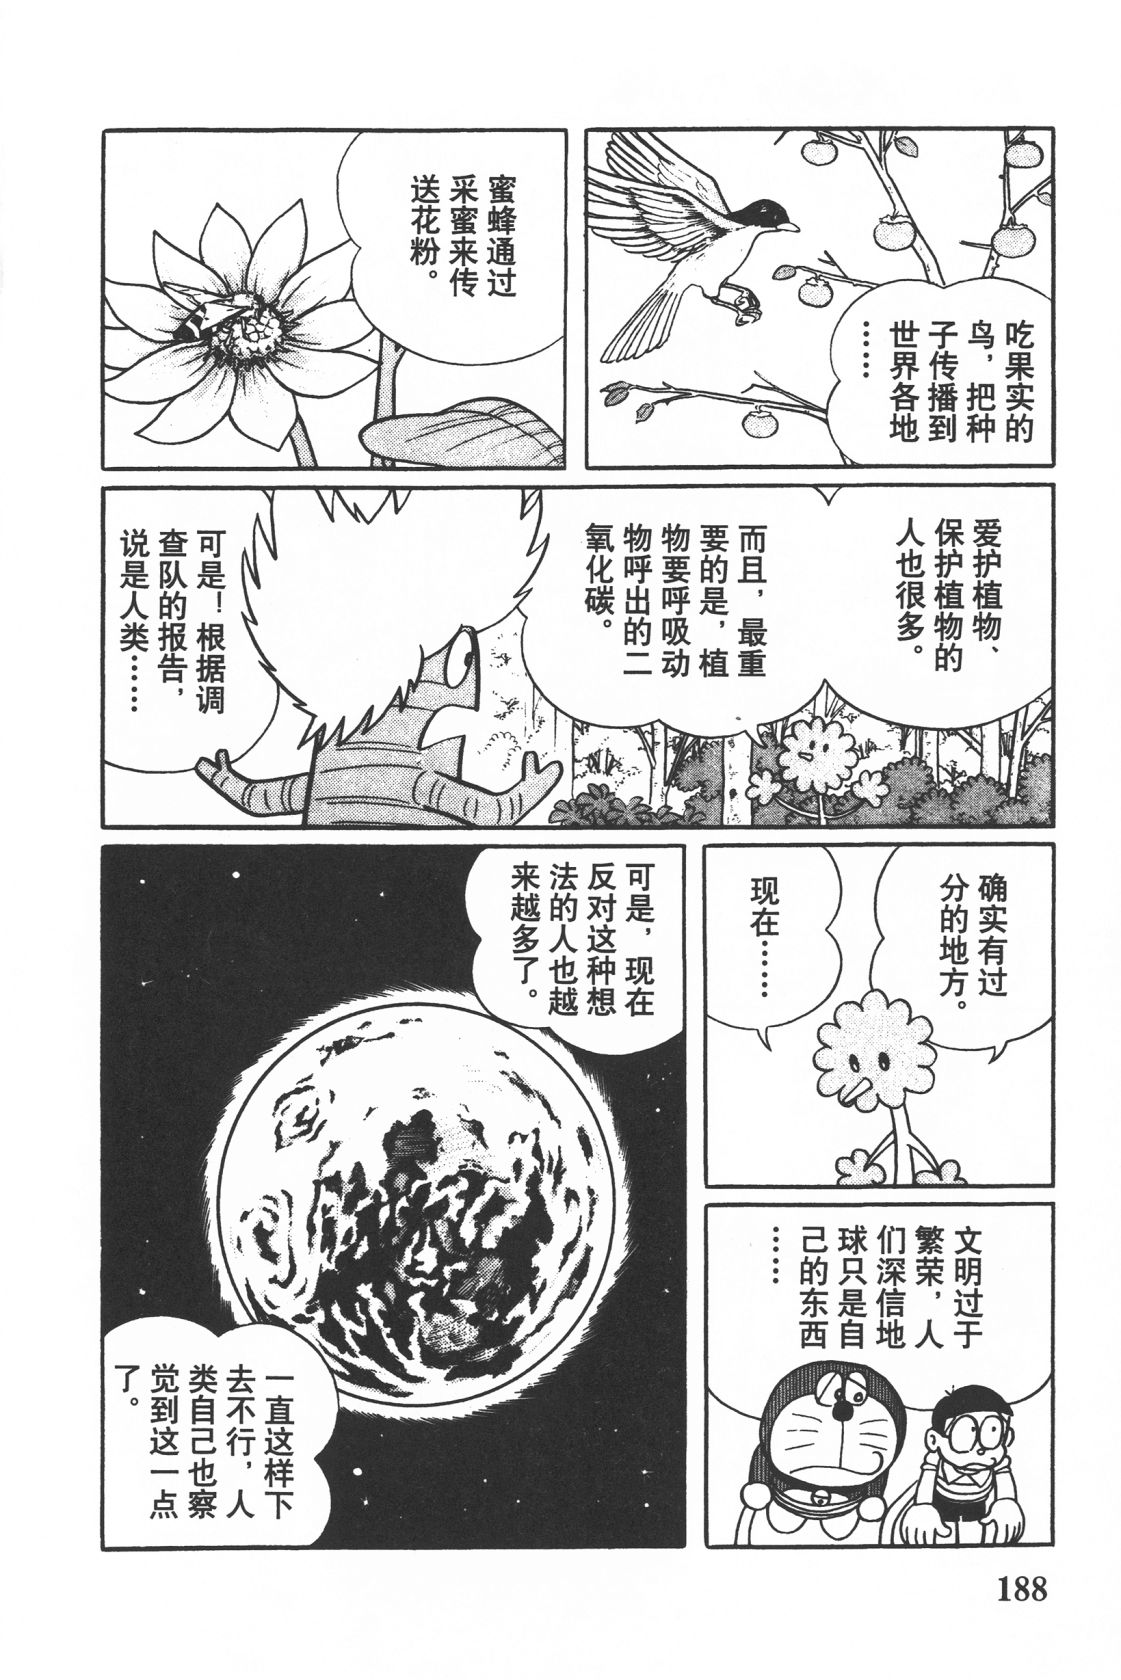 吃果实的
鸟，把种
子传播到
世界各地
……
蜜蜂通过
采蜜来传
送花粉。
爱护植物、
保护植物的
人也很多。
而且，最重
要的是，植
物要呼吸动
物呼出的二
氧化碳。
可是！根据调
查队的报告，
说是人类……
确实有过
分的地方。
现在……
文明过于
繁荣，人
们深信地
球只是自
己的东西
……
可是，现在
反对这种想
法的人也越
来越多了。
一直这样下
去不行，人
类自己也察
觉到这一点
了。
188